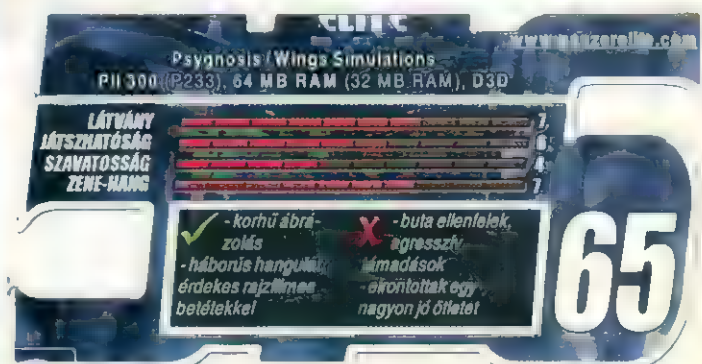 ELITE
Psygnosis / Wings Simulations
PII 300 (P233), 64 MB RAM (32 MB RAM), D3D
LÁTVÁNY 7
JÁTSZHATÓSÁG 6
SZAVATOSSÁG 4
ZENE-HANG 7
- korhű ábrá-
zolás
- háborús hangulat
érdekes rajzfilmes
betétekkel
- buta ellenfelek,
agresszív
támadások
- elrontottak egy
nagyon jó ötletet
65